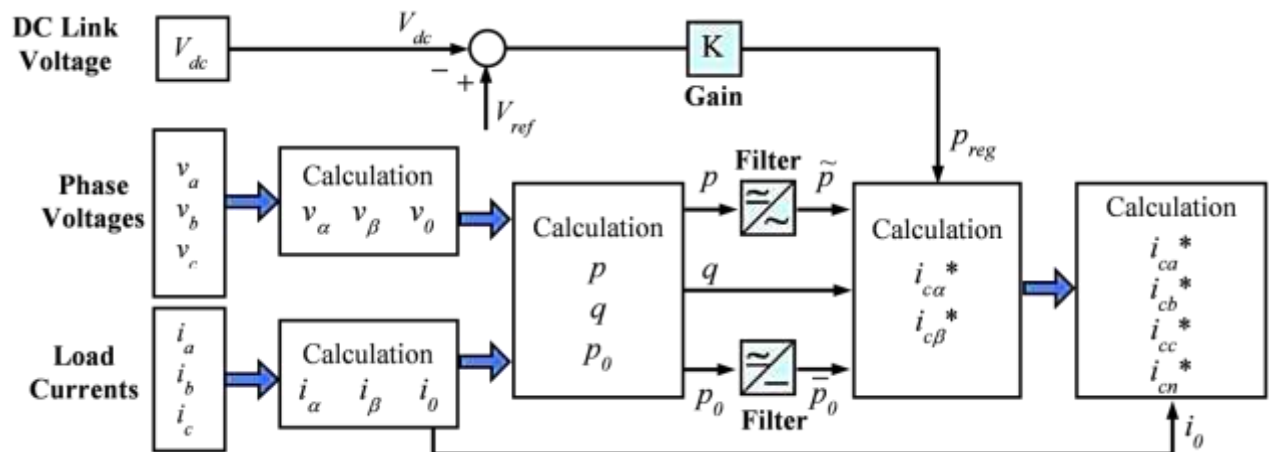 DC Link
Voltage
V_dc
V_dc
−
+
V_ref
K
Gain
p_reg
Phase
Voltages
v_a
v_b
v_c
Calculation
v_α v_β v_0
Load
Currents
i_a
i_b
i_c
Calculation
i_α i_β i_0
Calculation
p
q
p_0
p
Filter
p̃
q
p_0
Filter
p̄_0
Calculation
i_cα*
i_cβ*
Calculation
i_ca*
i_cb*
i_cc*
i_cn*
i_0